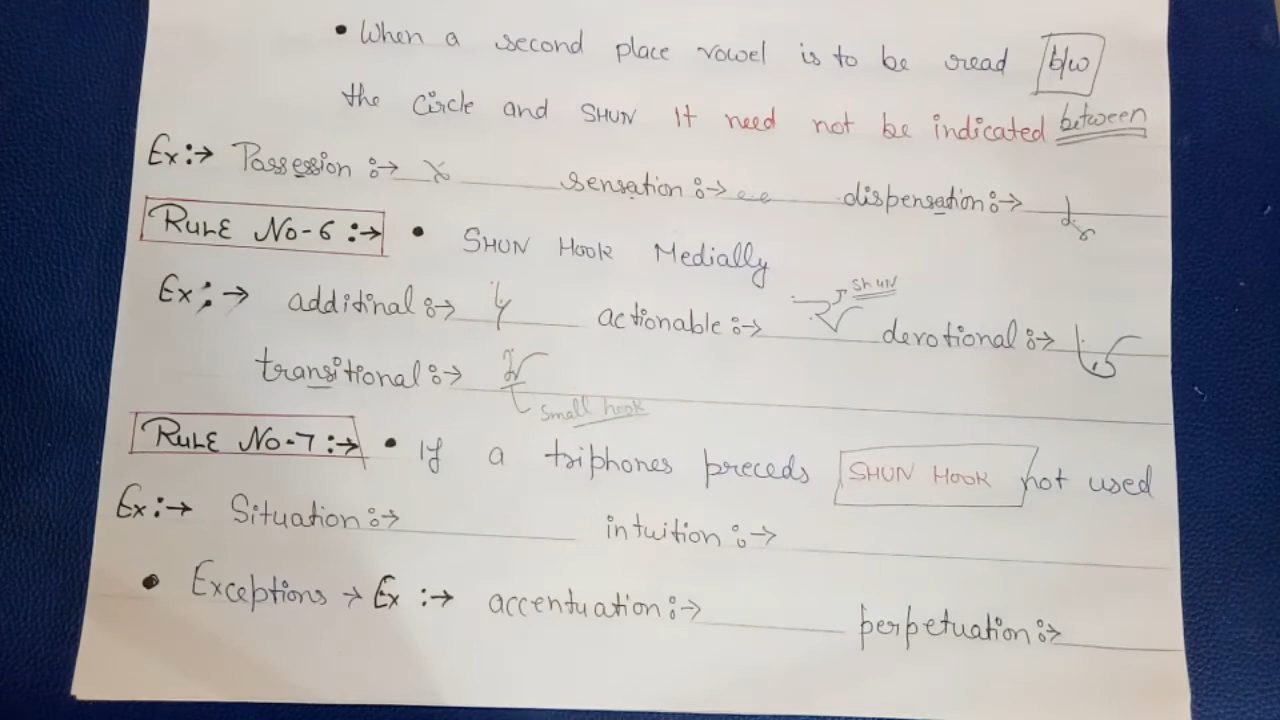 • When a second place vowel is to be read b/w
the Circle and SHUN It need not be indicated between
Ex:→ Possession :→ sensation :→ dispensation :→
RULE No-6 :→ • SHUN Hook Medially
Ex:→ additinal :→ actionable :→ SHUN devotional :→
transitional :→
small hook
RULE No-7 :→ • If a triphones preceds SHUN HOOK not used
Ex:→ Situation :→ intuition :→
• Exceptions → Ex :→ accentuation :→ perpetuation :→